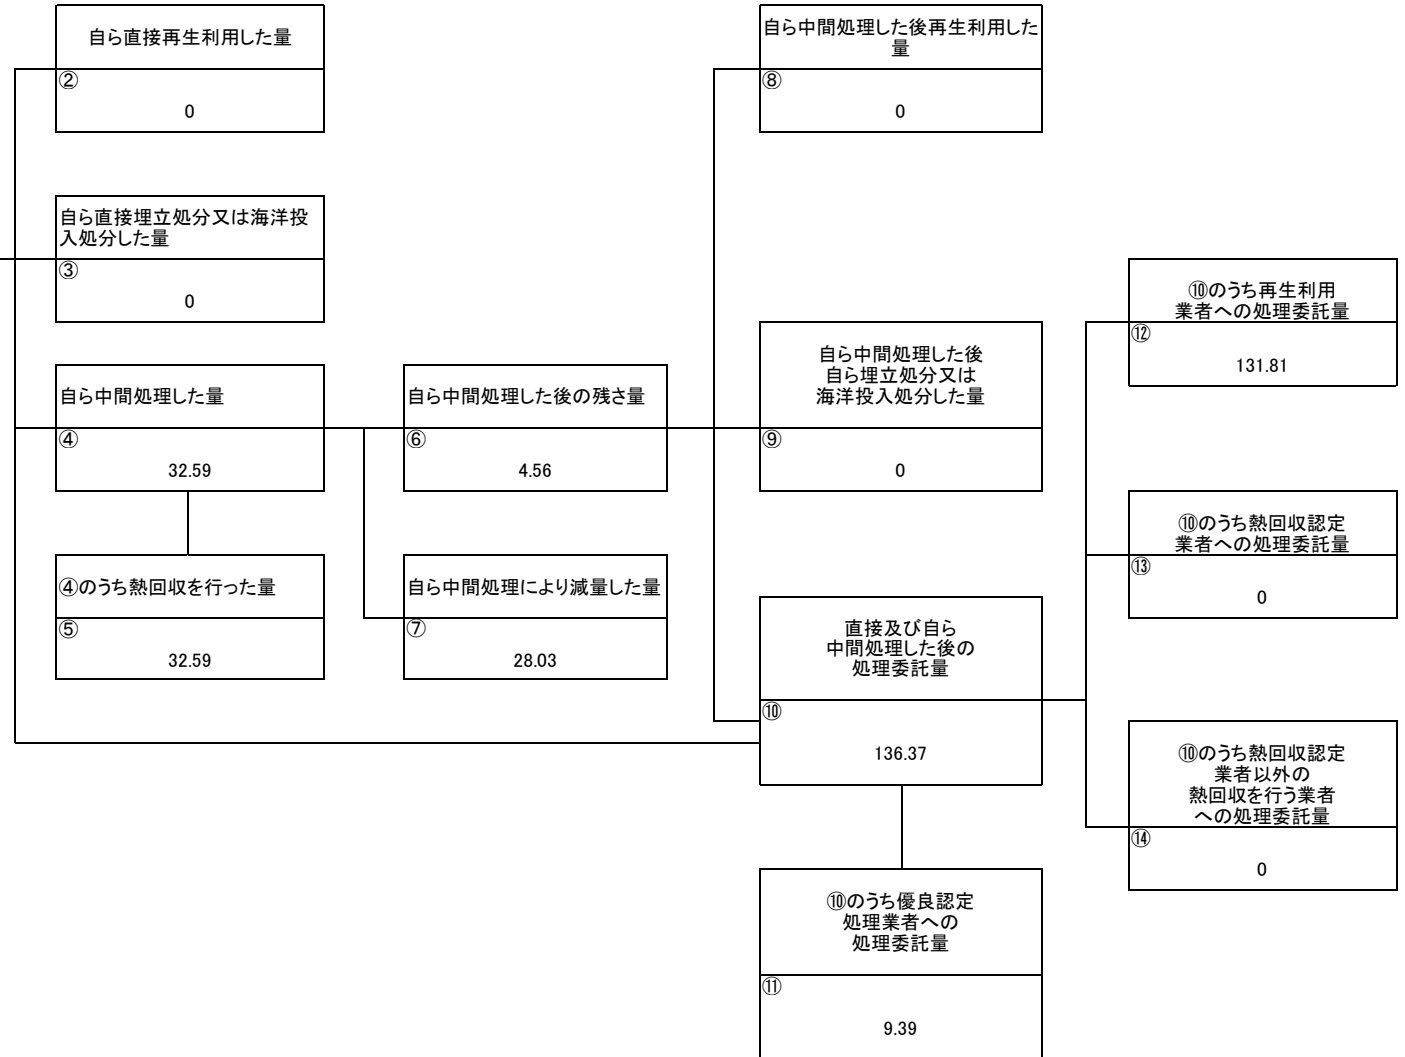 自ら直接再生利用した量
②
0
自ら直接埋立処分又は海洋投
入処分した量
③
0
自ら中間処理した量
④
32.59
④のうち熱回収を行った量
⑤
32.59
自ら中間処理した後の残さ量
⑥
4.56
自ら中間処理により減量した量
⑦
28.03
自ら中間処理した後再生利用した
量
⑧
0
自ら中間処理した後
自ら埋立処分又は
海洋投入処分した量
⑨
0
直接及び自ら
中間処理した後の
処理委託量
⑩
136.37
⑩のうち優良認定
処理業者への
処理委託量
⑪
9.39
⑩のうち再生利用
業者への処理委託量
⑫
131.81
⑩のうち熱回収認定
業者への処理委託量
⑬
0
⑩のうち熱回収認定
業者以外の
熱回収を行う業者
への処理委託量
⑭
0